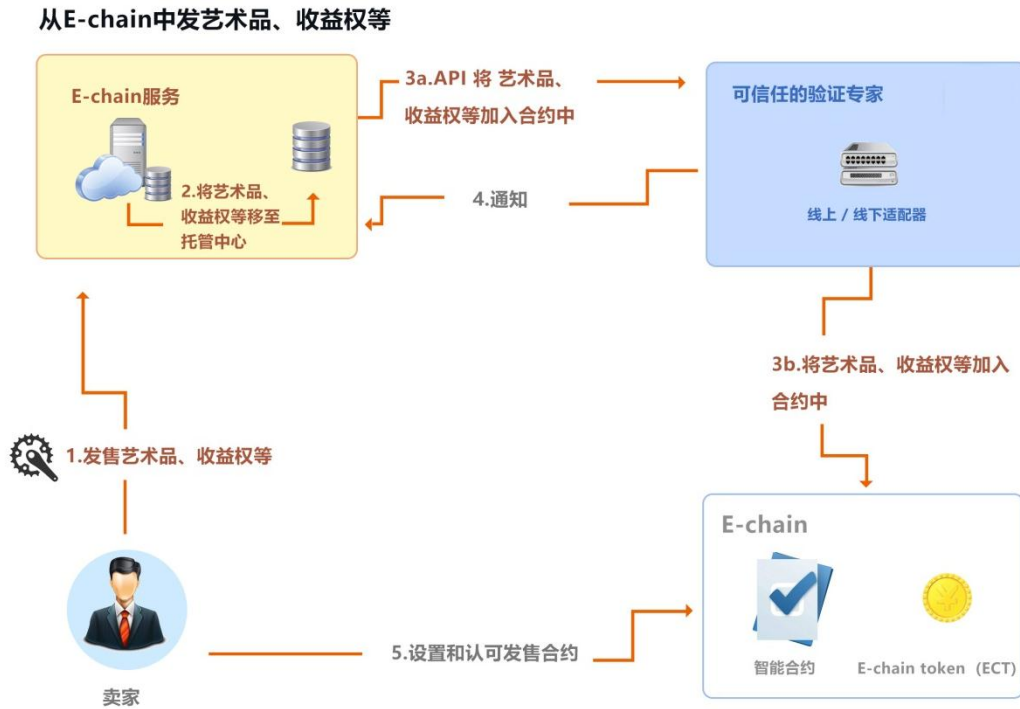 从E-chain中发艺术品、收益权等
E-chain服务
2.将艺术品、
收益权等移至
托管中心
3a.API 将 艺术品、
收益权等加入合约中
可信任的验证专家
线上 / 线下适配器
4.通知
3b.将艺术品、收益权等加入
合约中
1.发售艺术品、收益权等
卖家
5.设置和认可发售合约
E-chain
智能合约
E-chain token (ECT)